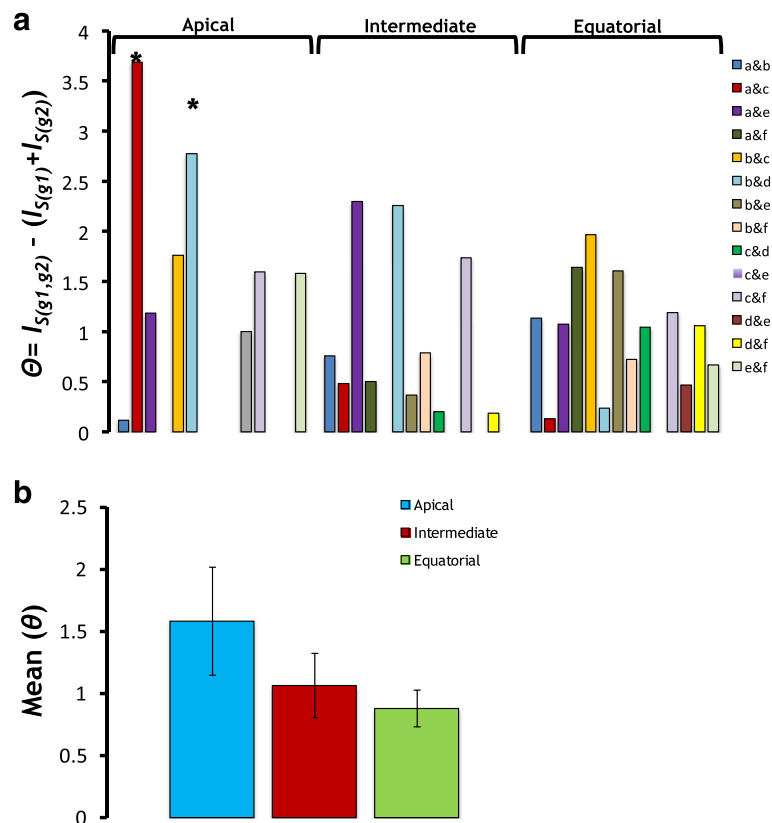 a
Apical Intermediate Equatorial
Θ= I_S(g1,g2) - (I_S(g1)+I_S(g2))
4
3.5
3
2.5
2
1.5
1
0.5
0
*
*
a&b
a&c
a&e
a&f
b&c
b&d
b&e
b&f
c&d
c&e
c&f
d&e
d&f
e&f
b
Mean (θ)
2.5
2
1.5
1
0.5
0
Apical
Intermediate
Equatorial